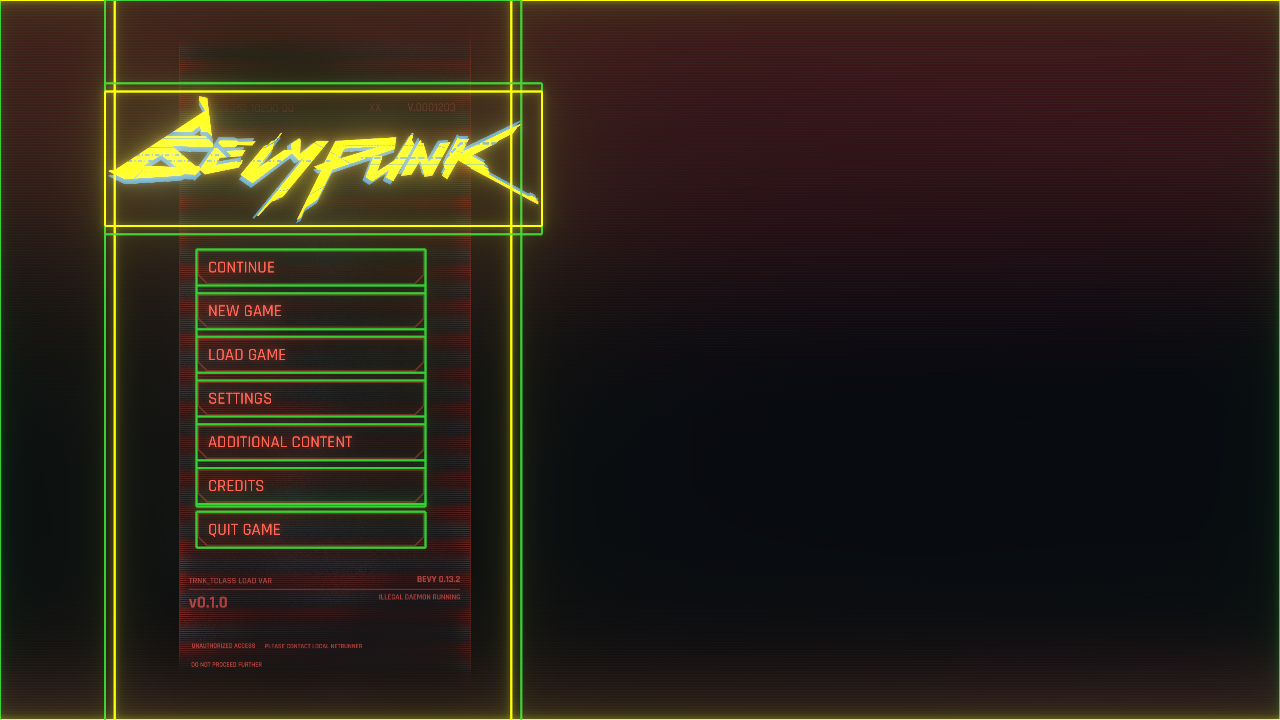 XX V.0001203
BEVYPUNK
CONTINUE
NEW GAME
LOAD GAME
SETTINGS
ADDITIONAL CONTENT
CREDITS
QUIT GAME
TRNK_TCLASS LOAD VAR
BEVY 0.13.2
v0.1.0
ILLEGAL DAEMON RUNNING
UNAUTHORIZED ACCESS PLEASE CONTACT LOCAL NETRUNNER
DO NOT PROCEED FURTHER